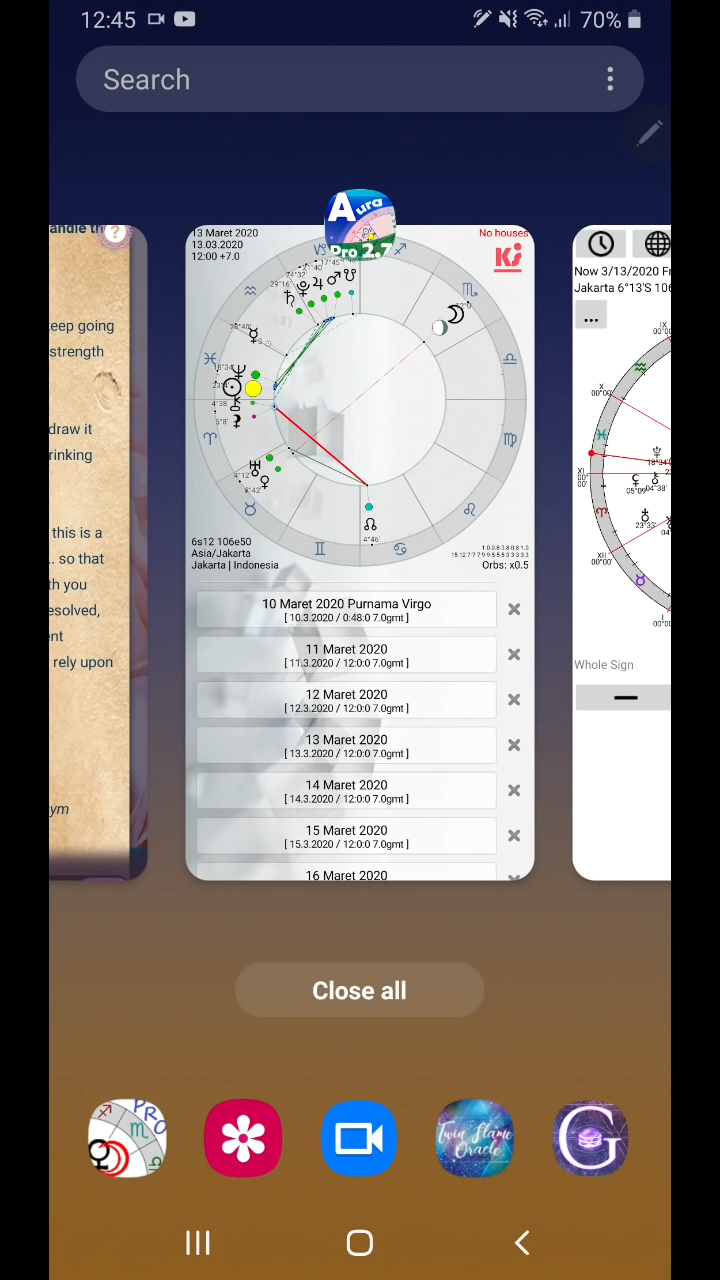 12:45
70%
Search
andle tr
?
eep going
strength
draw it
rinking
this is a
.. so that
th you
esolved,
ent
rely upon
ym
Aura
Pro 2.7
13 Maret 2020
13.03.2020
12:00 +7.0
No houses
6s12 106e50
Asia/Jakarta
Jakarta | Indonesia
Orbs: x0.5
10 Maret 2020 Purnama Virgo
[ 10.3.2020 / 0:48:0 7.0gmt ]
11 Maret 2020
[ 11.3.2020 / 12:0:0 7.0gmt ]
12 Maret 2020
[ 12.3.2020 / 12:0:0 7.0gmt ]
13 Maret 2020
[ 13.3.2020 / 12:0:0 7.0gmt ]
14 Maret 2020
[ 14.3.2020 / 12:0:0 7.0gmt ]
15 Maret 2020
[ 15.3.2020 / 12:0:0 7.0gmt ]
16 Maret 2020
Now 3/13/2020 Fr
Jakarta 6°13'S 106
...
Whole Sign
Close all
PRO
Twin Flame
Oracle
G